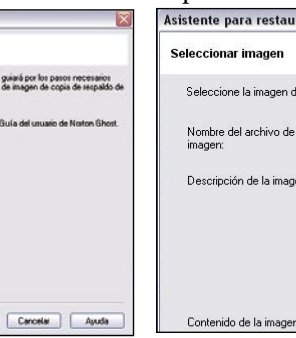 guiará por los pasos necesarios
de imagen de copia de respaldo de
Guía del usuario de Norton Ghost.
Cancelar
Ayuda
Asistente para restau
Seleccionar imagen
Seleccione la imagen d
Nombre del archivo de
imagen:
Descripción de la image
Contenido de la imagen